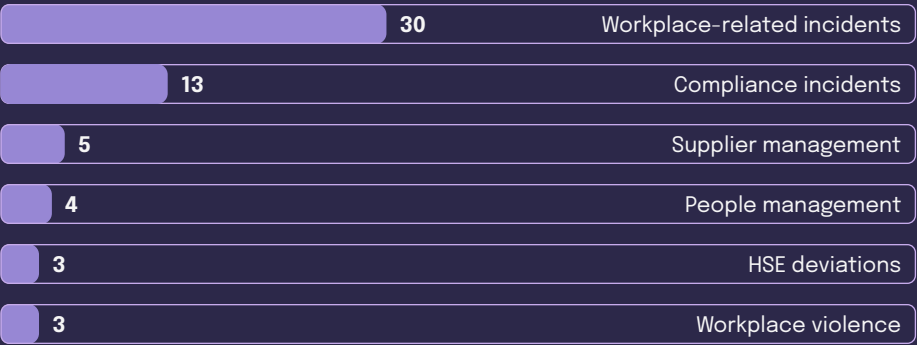 30 Workplace-related incidents
13 Compliance incidents
5 Supplier management
4 People management
3 HSE deviations
3 Workplace violence